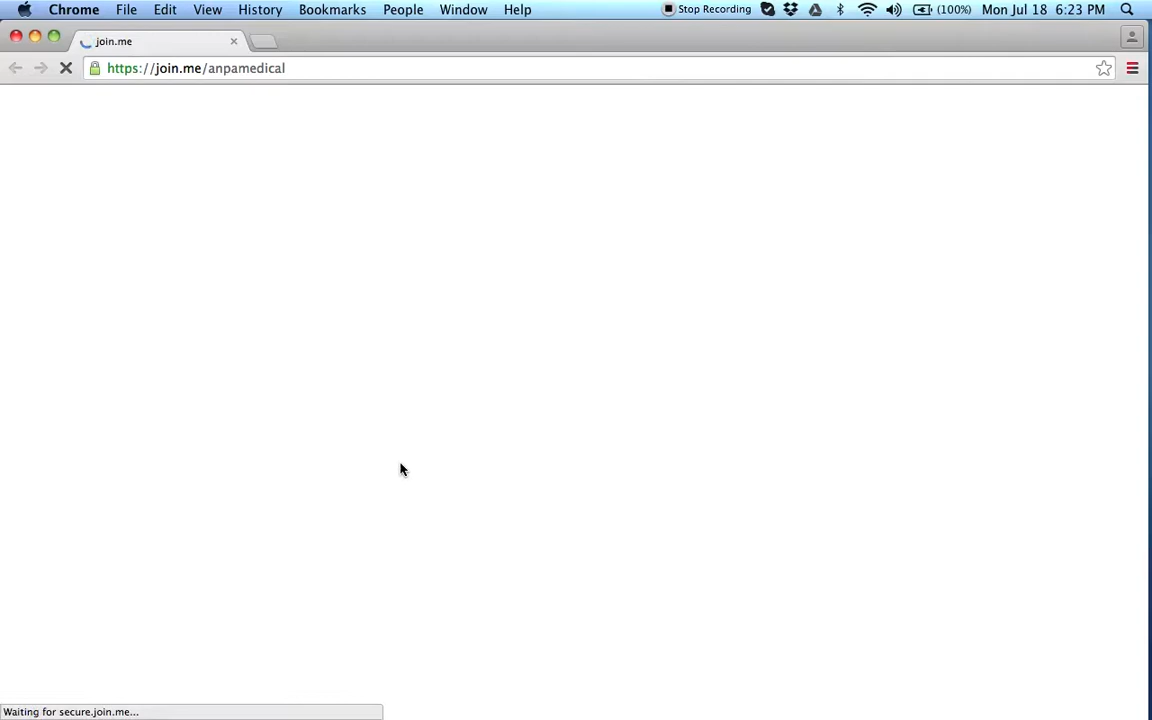 Chrome File Edit View History Bookmarks People Window Help Stop Recording (100%) Mon Jul 18 6:23 PM
join.me
https://join.me/anpamedical
Waiting for secure.join.me...